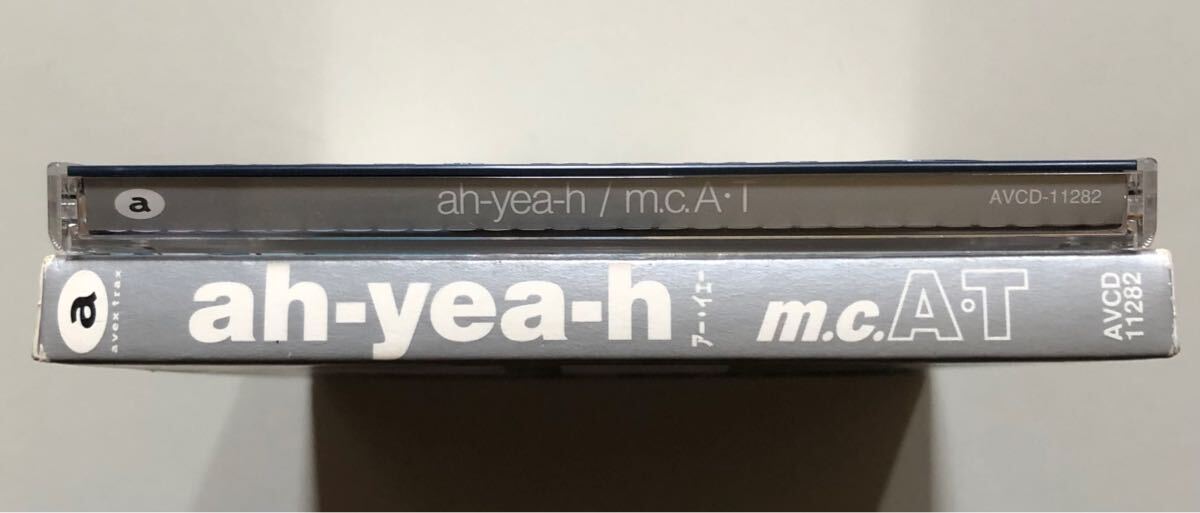 a
ah-yea-h / m.c.A・T
AVCD-11282
a
avex trax
ah-yea-h
アー・イエー
m.c.A・T
AVCD
11282